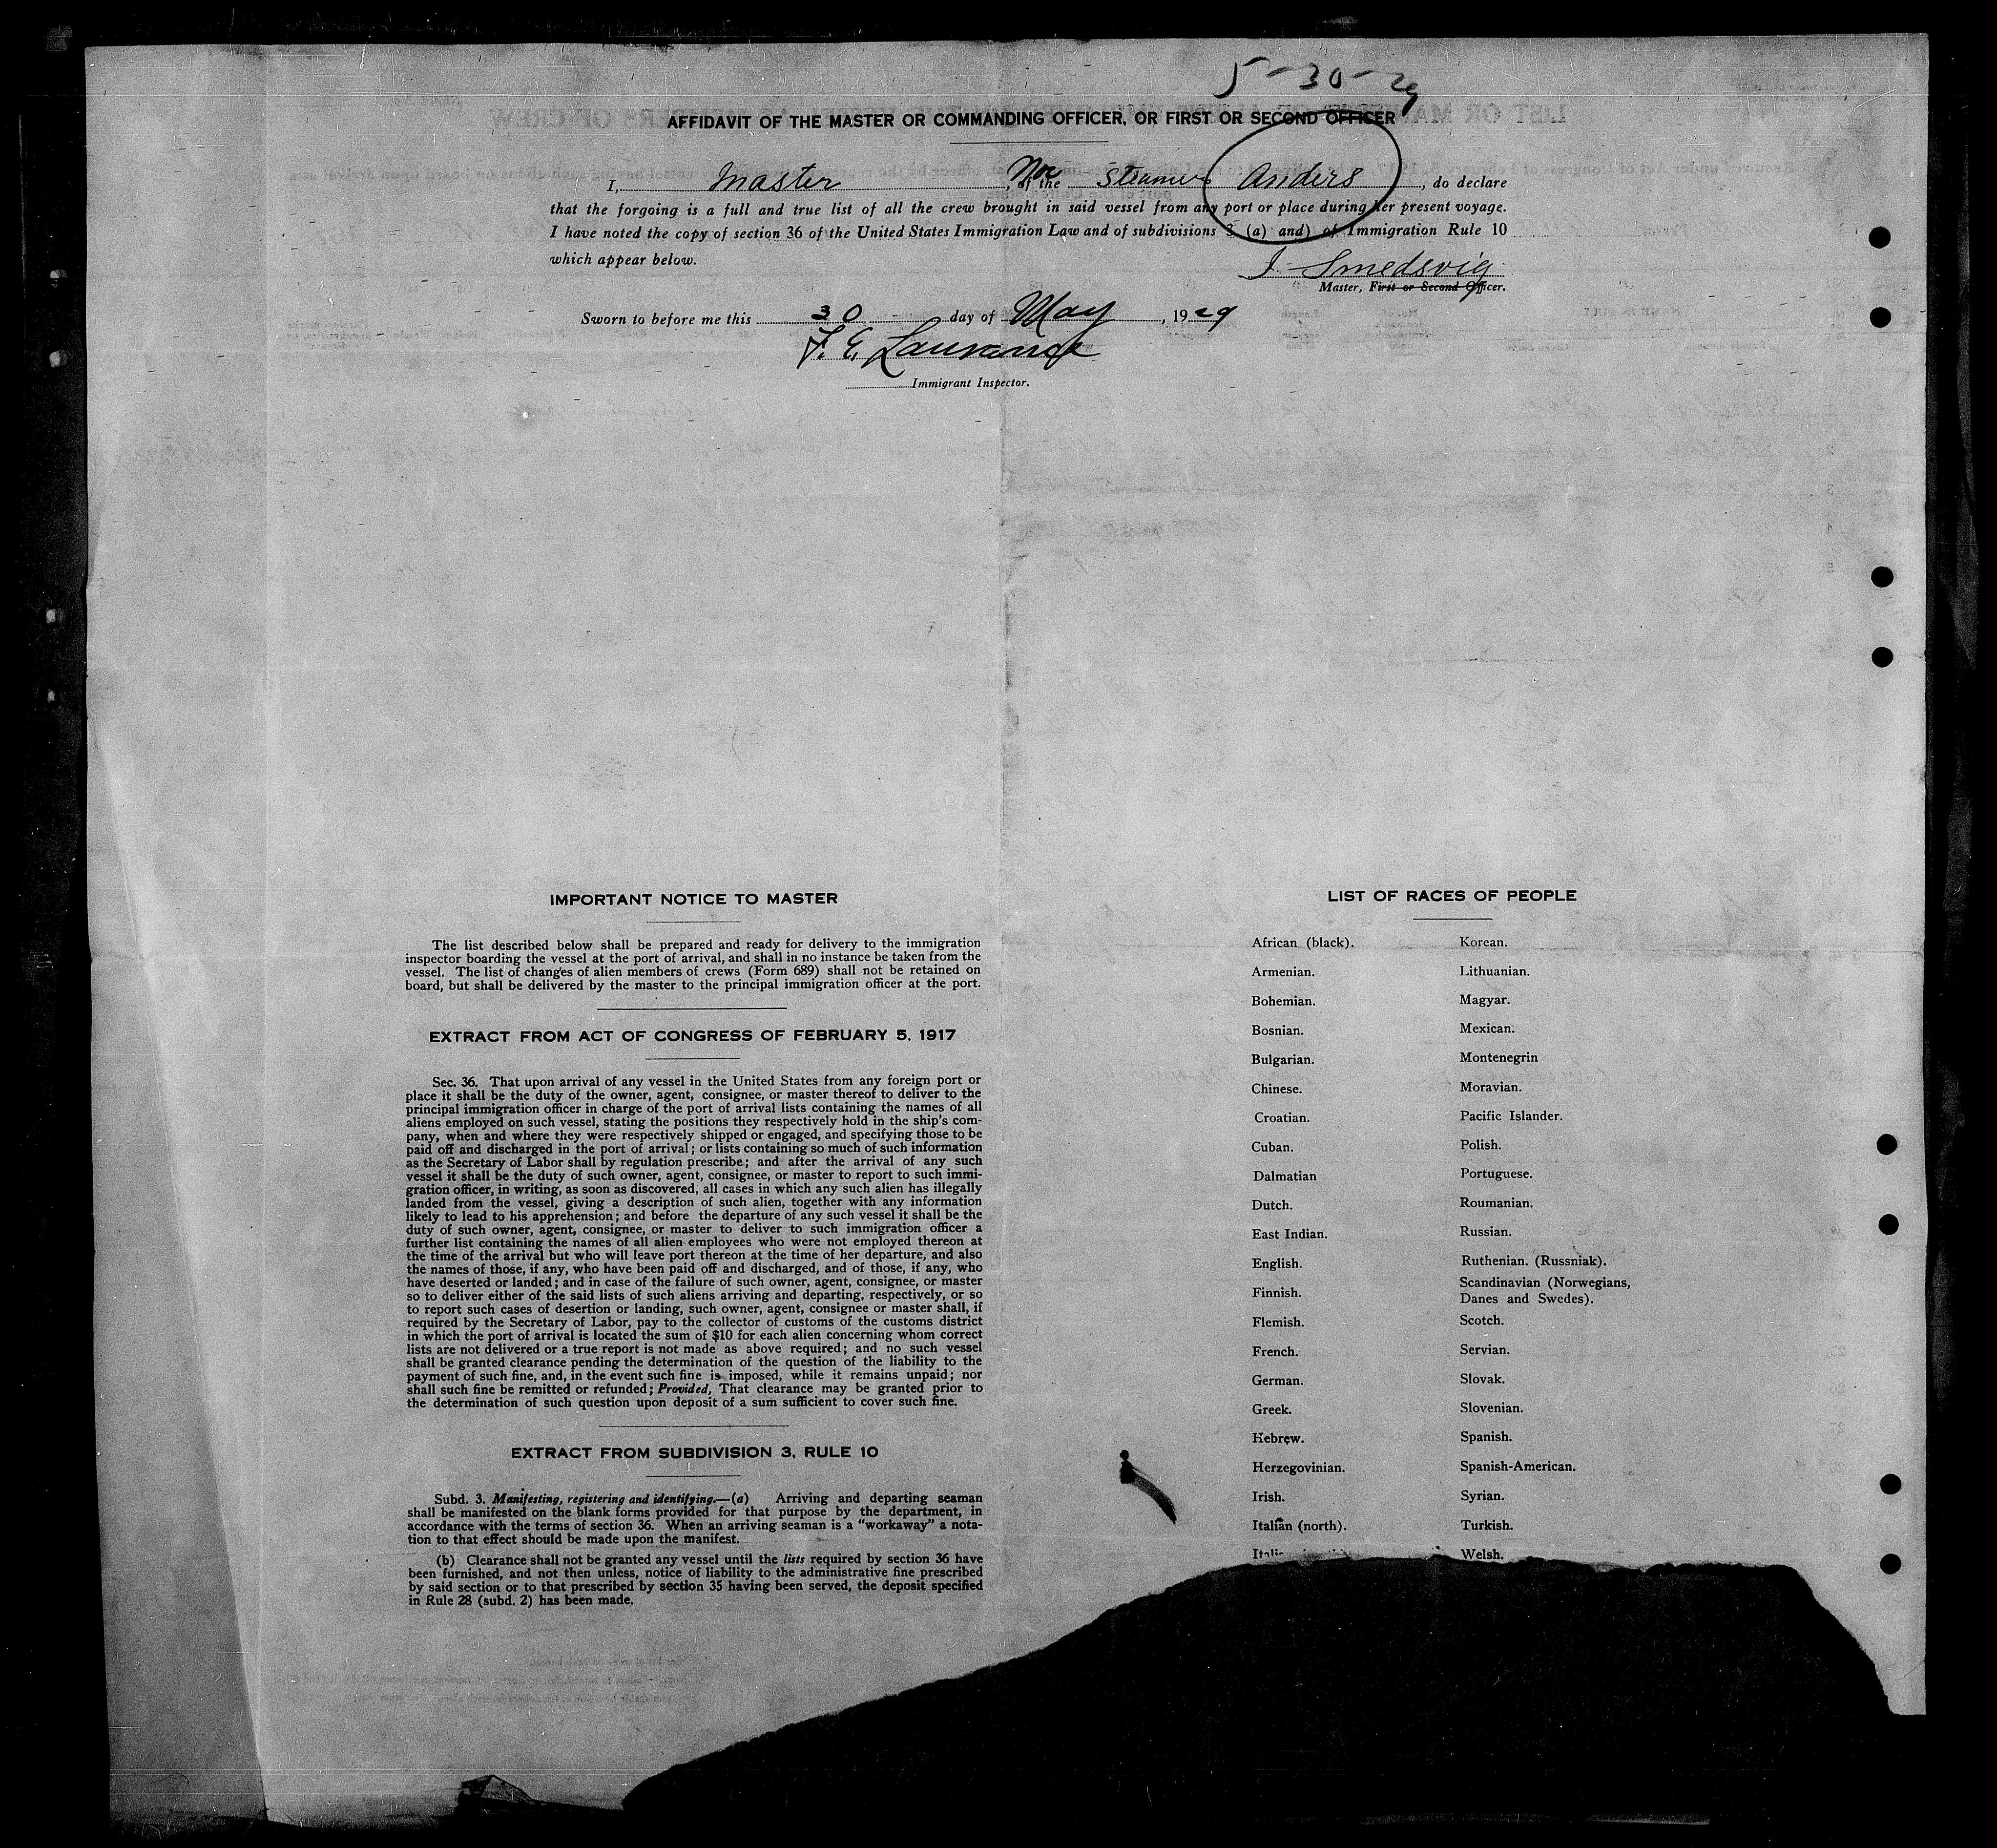 5-30-29
AFFIDAVIT OF THE MASTER OR COMMANDING OFFICER, OR FIRST OR SECOND OFFICER
I, Master, of the Nor Steamer Anders, do declare
that the forgoing is a full and true list of all the crew brought in said vessel from any port or place during her present voyage.
I have noted the copy of section 36 of the United States Immigration Law and of subdivisions 3 (a) and) of Immigration Rule 10
which appear below.
I Smedsvig
Master, First or Second Officer.
Sworn to before me this 30 day of May, 1929
F. E. Laurance
Immigrant Inspector.
IMPORTANT NOTICE TO MASTER
The list described below shall be prepared and ready for delivery to the immigration
inspector boarding the vessel at the port of arrival, and shall in no instance be taken from the
vessel. The list of changes of alien members of crews (Form 689) shall not be retained on
board, but shall be delivered by the master to the principal immigration officer at the port.
EXTRACT FROM ACT OF CONGRESS OF FEBRUARY 5, 1917
Sec. 36. That upon arrival of any vessel in the United States from any foreign port or
place it shall be the duty of the owner, agent, consignee, or master thereof to deliver to the
principal immigration officer in charge of the port of arrival lists containing the names of all
aliens employed on such vessel, stating the positions they respectively hold in the ship's com-
pany, when and where they were respectively shipped or engaged, and specifying those to be
paid off and discharged in the port of arrival; or lists containing so much of such information
as the Secretary of Labor shall by regulation prescribe; and after the arrival of any such
vessel it shall be the duty of such owner, agent, consignee, or master to report to such immi-
gration officer, in writing, as soon as discovered, all cases in which any such alien has illegally
landed from the vessel, giving a description of such alien, together with any information
likely to lead to his apprehension; and before the departure of any such vessel it shall be the
duty of such owner, agent, consignee, or master to deliver to such immigration officer a
further list containing the names of all alien employees who were not employed thereon at
the time of the arrival but who will leave port thereon at the time of her departure, and also
the names of those, if any, who have been paid off and discharged, and of those, if any, who
have deserted or landed; and in case of the failure of such owner, agent, consignee, or master
so to deliver either of the said lists of such aliens arriving and departing, respectively, or so
to report such cases of desertion or landing, such owner, agent, consignee or master shall, if
required by the Secretary of Labor, pay to the collector of customs of the customs district
in which the port of arrival is located the sum of $10 for each alien concerning whom correct
lists are not delivered or a true report is not made as above required; and no such vessel
shall be granted clearance pending the determination of the question of the liability to the
payment of such fine, and, in the event such fine is imposed, while it remains unpaid; nor
shall such fine be remitted or refunded; Provided, That clearance may be granted prior to
the determination of such question upon deposit of a sum sufficient to cover such fine.
EXTRACT FROM SUBDIVISION 3, RULE 10
Subd. 3. Manifesting, registering and identifying.—(a) Arriving and departing seaman
shall be manifested on the blank forms provided for that purpose by the department, in
accordance with the terms of section 36. When an arriving seaman is a "workaway" a nota-
tion to that effect should be made upon the manifest.
(b) Clearance shall not be granted any vessel until the lists required by section 36 have
been furnished, and not then unless, notice of liability to the administrative fine prescribed
by said section or to that prescribed by section 35 having been served, the deposit specified
in Rule 28 (subd. 2) has been made.
LIST OF RACES OF PEOPLE
African (black).
Armenian.
Bohemian.
Bosnian.
Bulgarian.
Chinese.
Croatian.
Cuban.
Dalmatian
Dutch.
East Indian.
English.
Finnish.
Flemish.
French.
German.
Greek.
Hebrew.
Herzegovinian.
Irish.
Italian (north).
Korean.
Lithuanian.
Magyar.
Mexican.
Montenegrin
Moravian.
Pacific Islander.
Polish.
Portuguese.
Roumanian.
Russian.
Ruthenian. (Russniak).
Scandinavian (Norwegians,
Danes and Swedes).
Scotch.
Servian.
Slovak.
Slovenian.
Spanish.
Spanish-American.
Syrian.
Turkish.
Welsh.